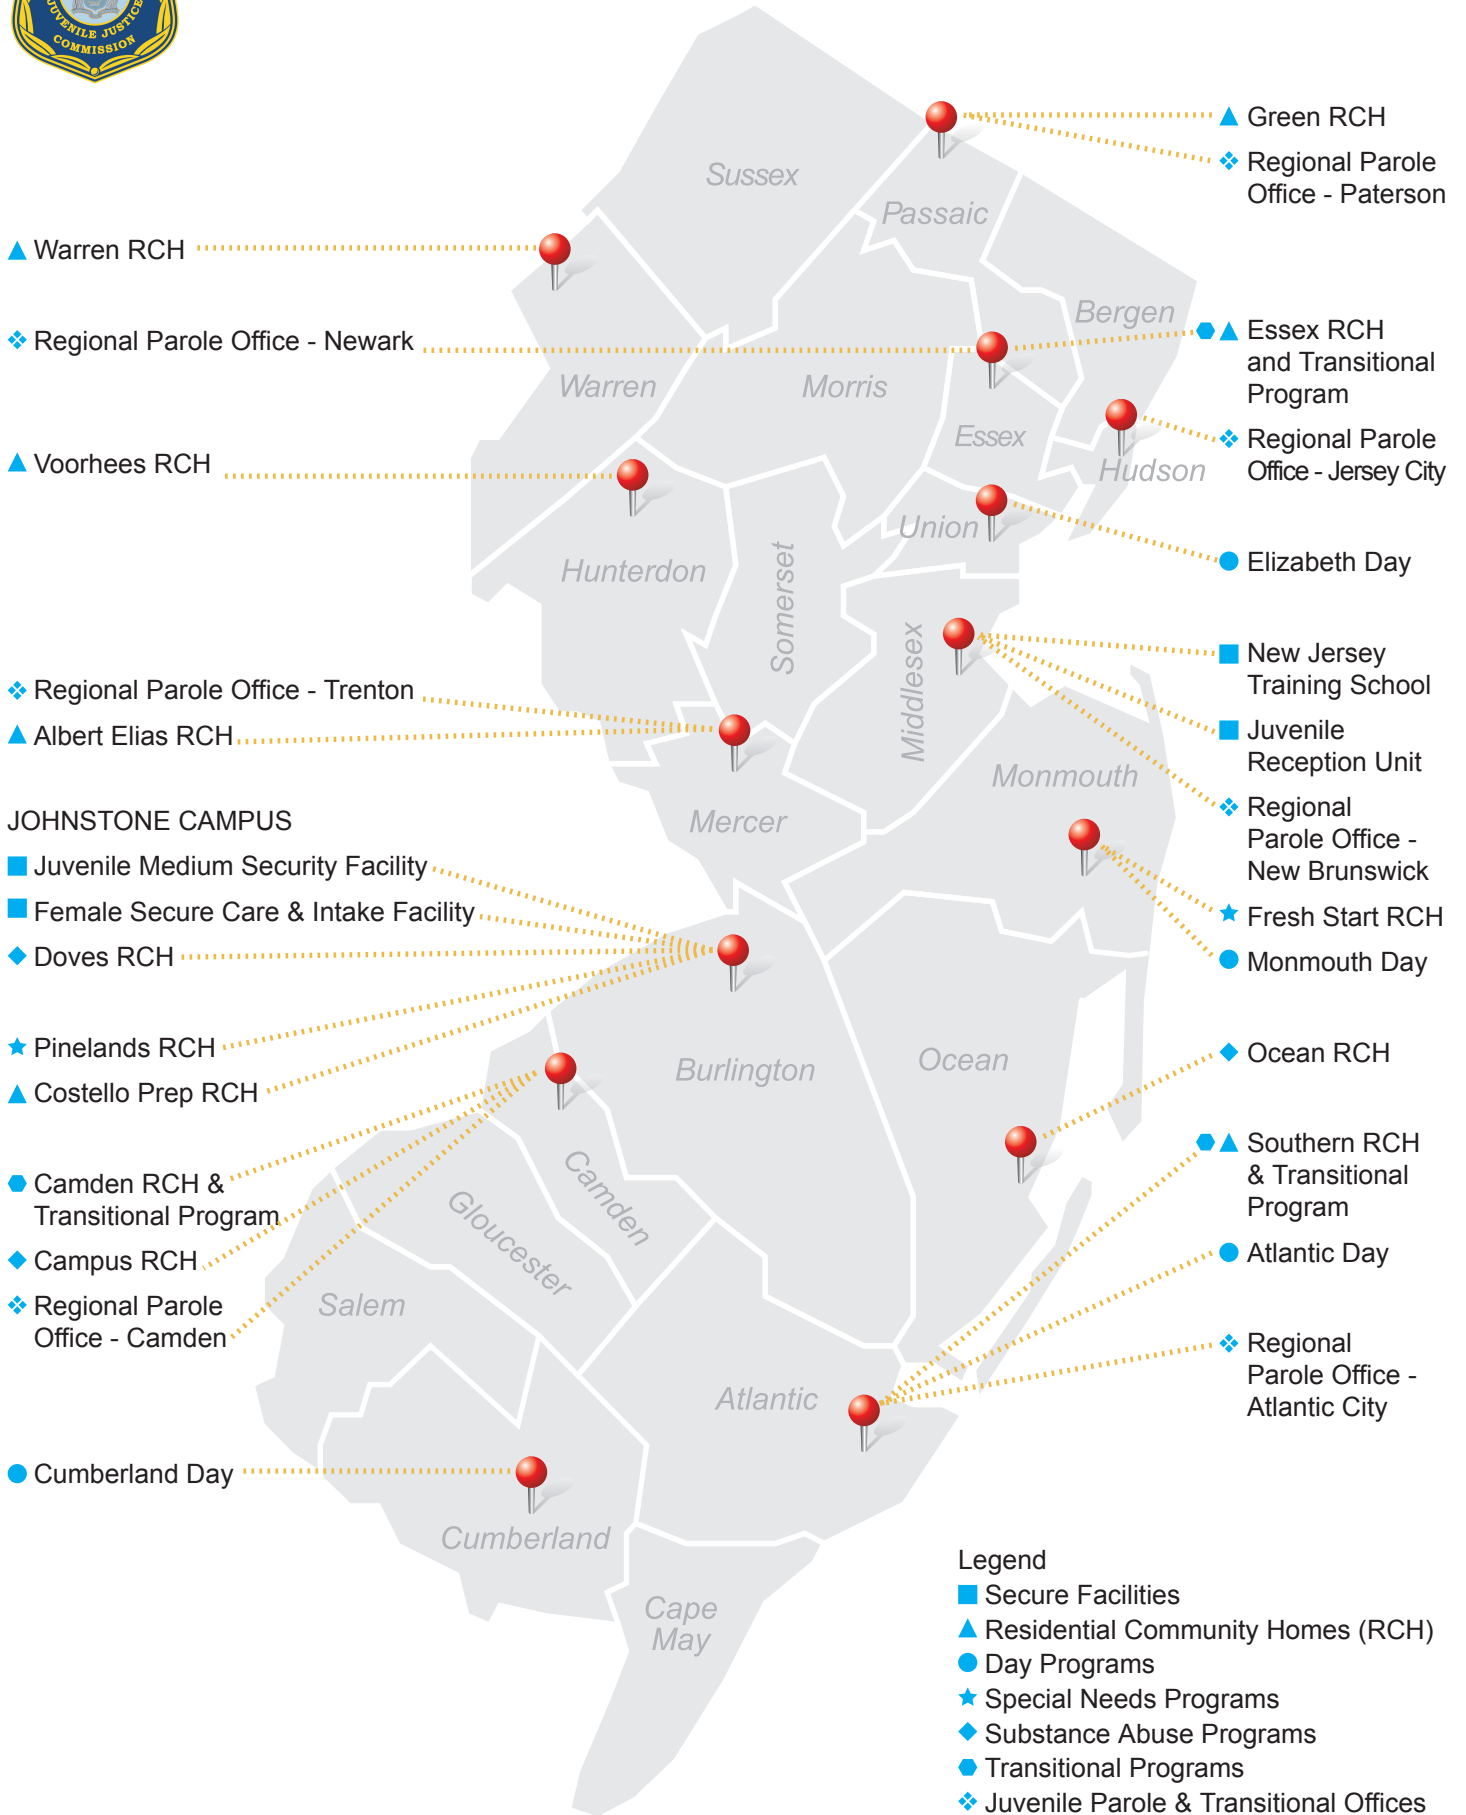 JUVENILE JUSTICE
COMMISSION
Green RCH
Regional Parole
Office - Paterson
Sussex
Passaic
Warren RCH
Bergen
Regional Parole Office - Newark
Essex RCH
and Transitional
Program
Warren
Morris
Essex
Regional Parole
Office - Jersey City
Hudson
Voorhees RCH
Union
Elizabeth Day
Hunterdon
Somerset
Middlesex
New Jersey
Training School
Regional Parole Office - Trenton
Albert Elias RCH
Juvenile
Reception Unit
Monmouth
Mercer
Regional
Parole Office -
New Brunswick
JOHNSTONE CAMPUS
Juvenile Medium Security Facility
Female Secure Care & Intake Facility
Doves RCH
Fresh Start RCH
Monmouth Day
Pinelands RCH
Costello Prep RCH
Burlington
Ocean
Ocean RCH
Camden RCH &
Transitional Program
Camden
Gloucester
Southern RCH
& Transitional
Program
Campus RCH
Atlantic Day
Regional Parole
Office - Camden
Salem
Regional
Parole Office -
Atlantic City
Atlantic
Cumberland Day
Cumberland
Cape
May
Legend
Secure Facilities
Residential Community Homes (RCH)
Day Programs
Special Needs Programs
Substance Abuse Programs
Transitional Programs
Juvenile Parole & Transitional Offices